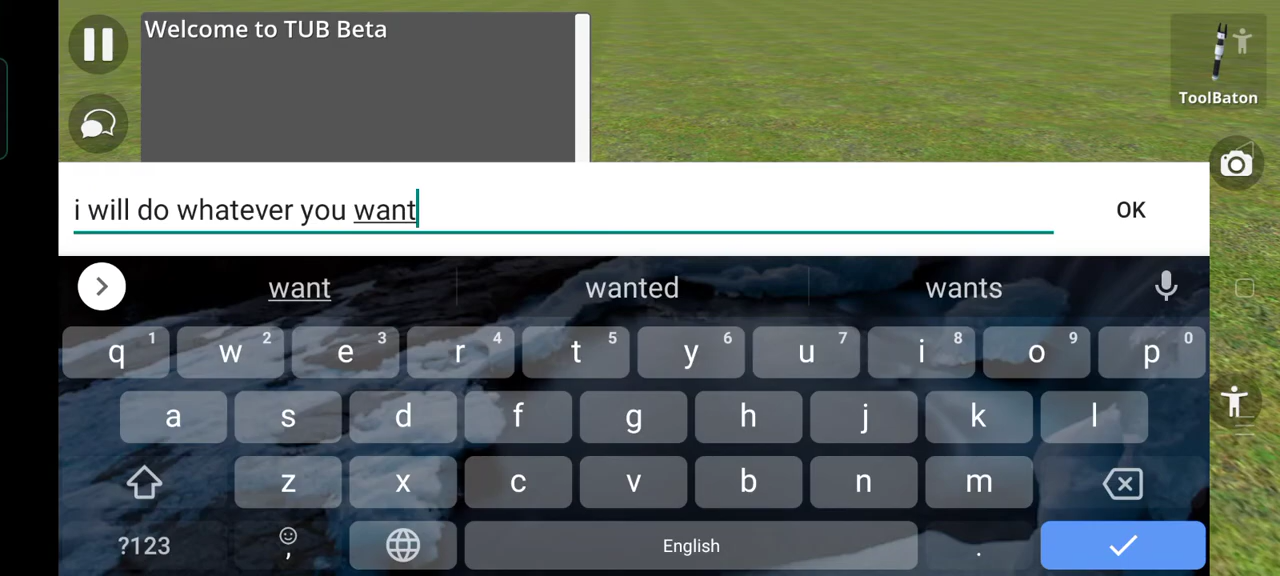 Welcome to TUB Beta
ToolBaton
i will do whatever you want
OK
want wanted wants
q 1 w 2 e 3 r 4 t 5 y 6 u 7 i 8 o 9 p 0
a s d f g h j k l
z x c v b n m
?123 , English .